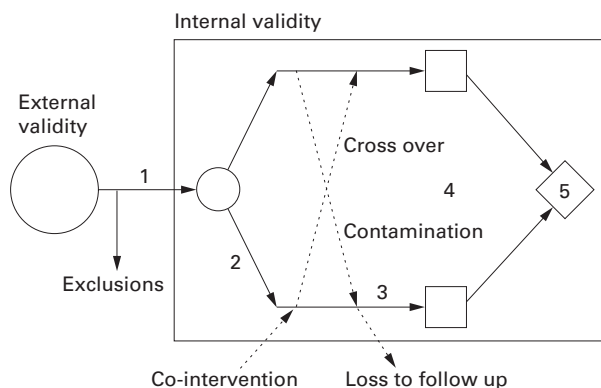 Internal validity
External
validity
1
Cross over
4
5
Contamination
2
Exclusions
3
Co-intervention
Loss to follow up